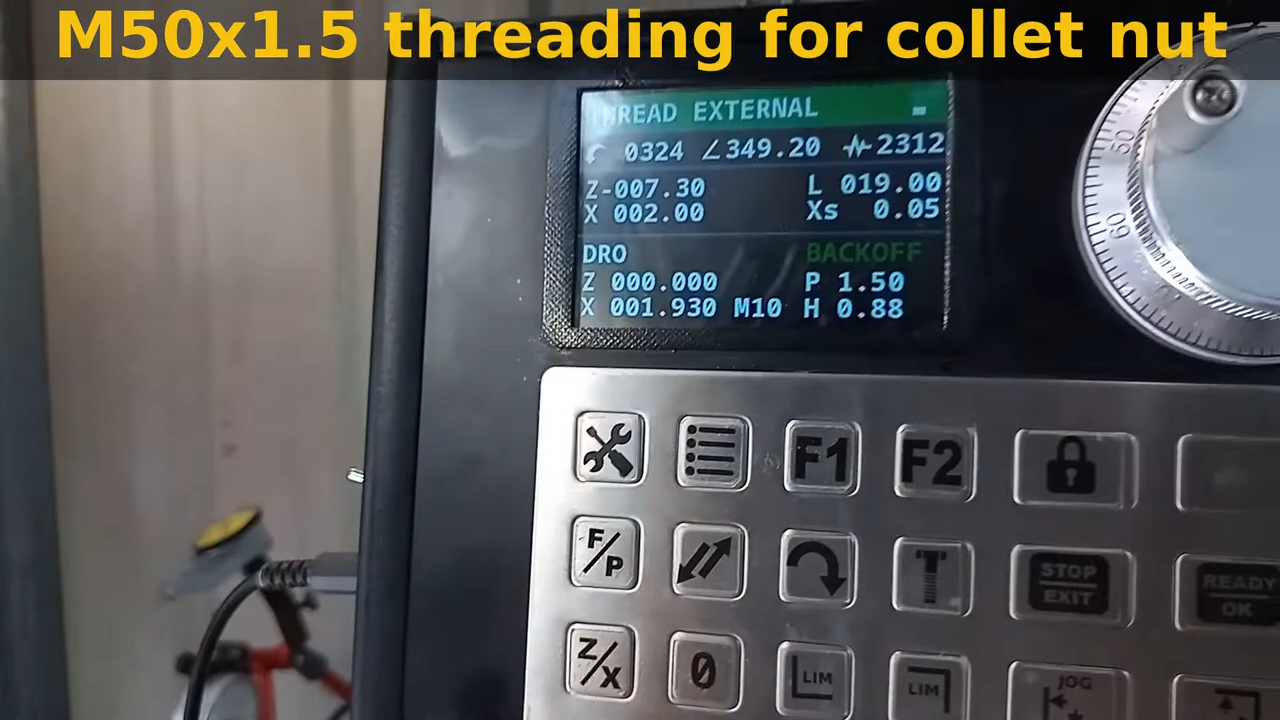 M50x1.5 threading for collet nut
THREAD EXTERNAL
0324 ∠349.20 2312
Z-007.30 L 019.00
X 002.00 Xs 0.05
DRO BACKOFF
Z 000.000 P 1.50
X 001.930 M10 H 0.88
50
60
F1 F2
F/P
STOP
EXIT
READY
OK
Z/X
0
LIM
LIM
JOG